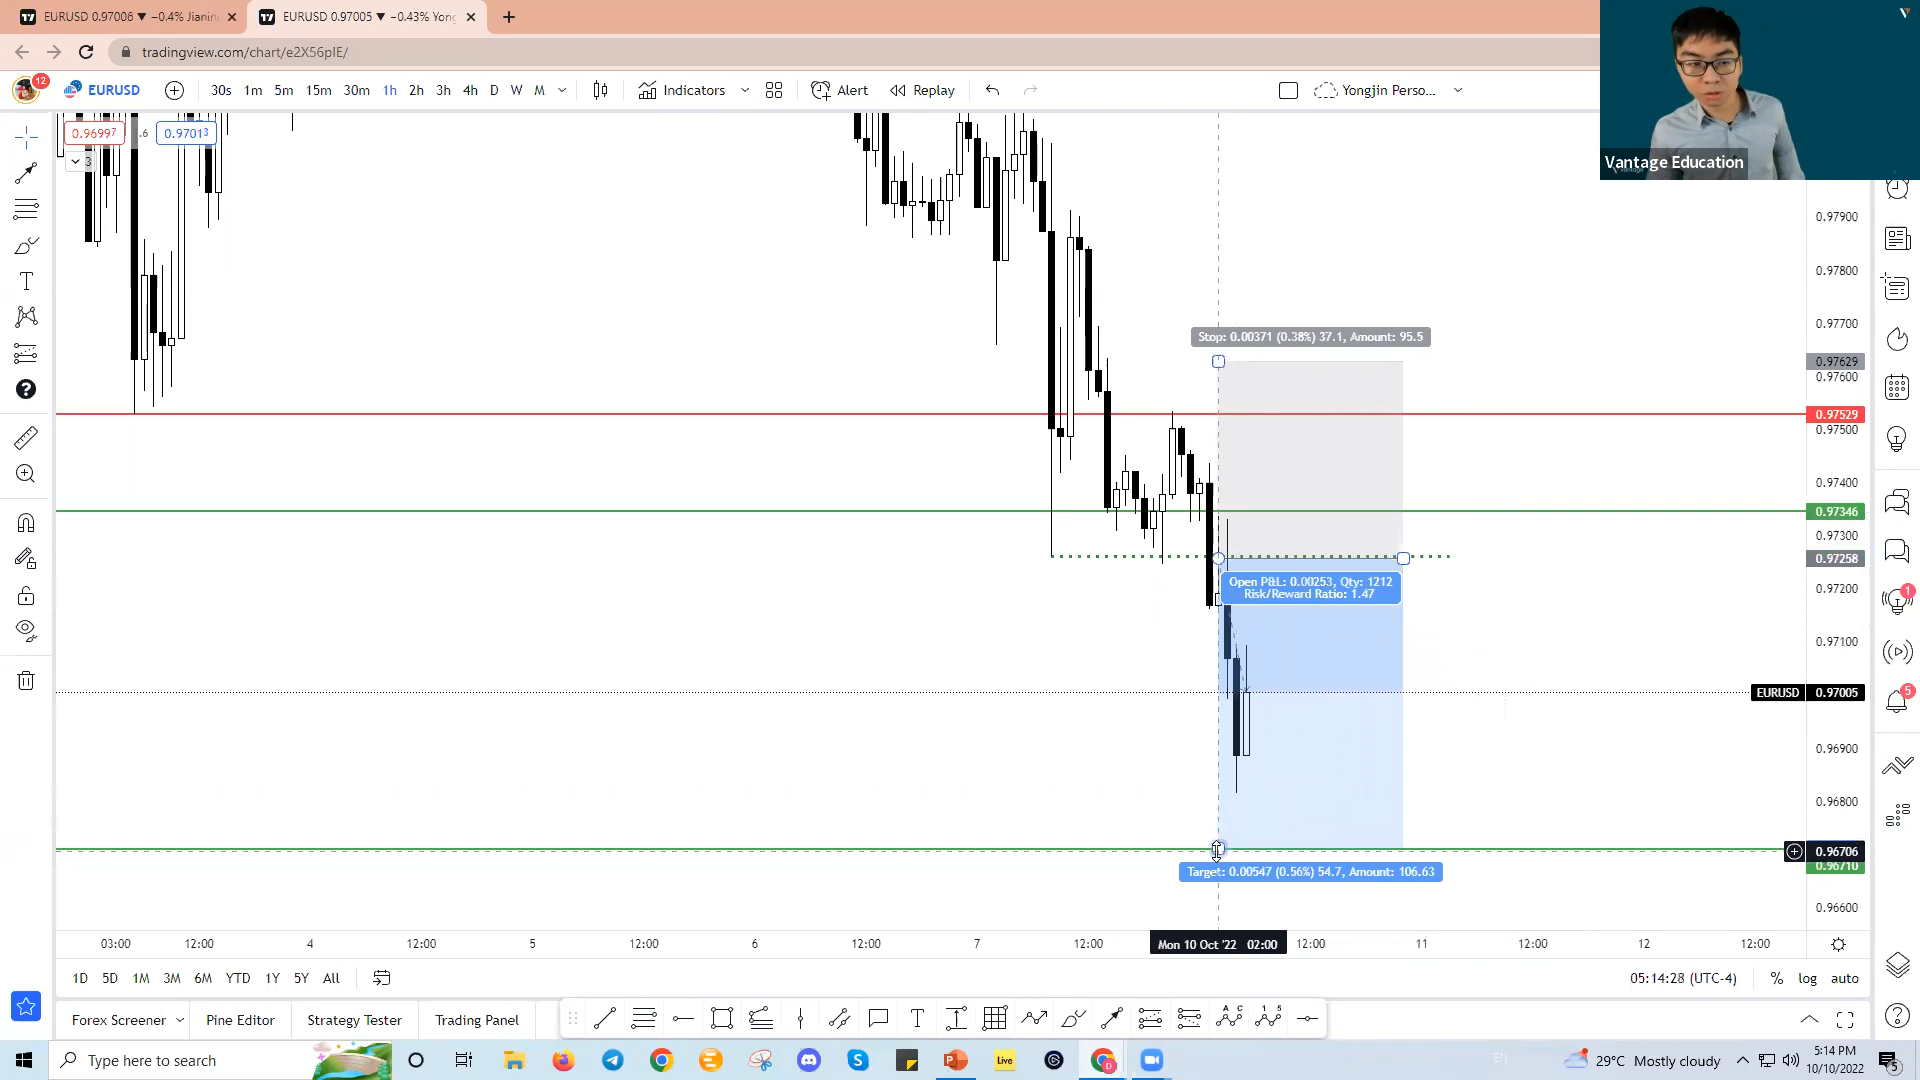 EURUSD 0.97006 ▼ −0.4% Jianin
EURUSD 0.97005 ▼ −0.43% Yong
tradingview.com/chart/e2X56pIE/
12 EURUSD 30s 1m 5m 15m 30m 1h 2h 3h 4h D W M Indicators Alert Replay Yongjin Perso...
0.96997 .6 0.97013
3
Vantage Education
0.97900
0.97800
0.97700
Stop: 0.00371 (0.38%) 37.1, Amount: 95.5
0.97629
0.97600
0.97529
0.97500
0.97400
0.97346
0.97300
0.97258
Open P&L: 0.00253, Qty: 1212
Risk/Reward Ratio: 1.47
0.97200
0.97100
EURUSD 0.97005
0.96900
0.96800
0.96706
0.96710
Target: 0.00547 (0.56%) 54.7, Amount: 106.63
0.96600
1
5
03:00 12:00 4 12:00 5 12:00 6 12:00 7 12:00 Mon 10 Oct '22 02:00 12:00 11 12:00 12 12:00
1D 5D 1M 3M 6M YTD 1Y 5Y All 05:14:28 (UTC-4) % log auto
Forex Screener Pine Editor Strategy Tester Trading Panel
Type here to search Live 29°C Mostly cloudy 5:14 PM
10/10/2022 5